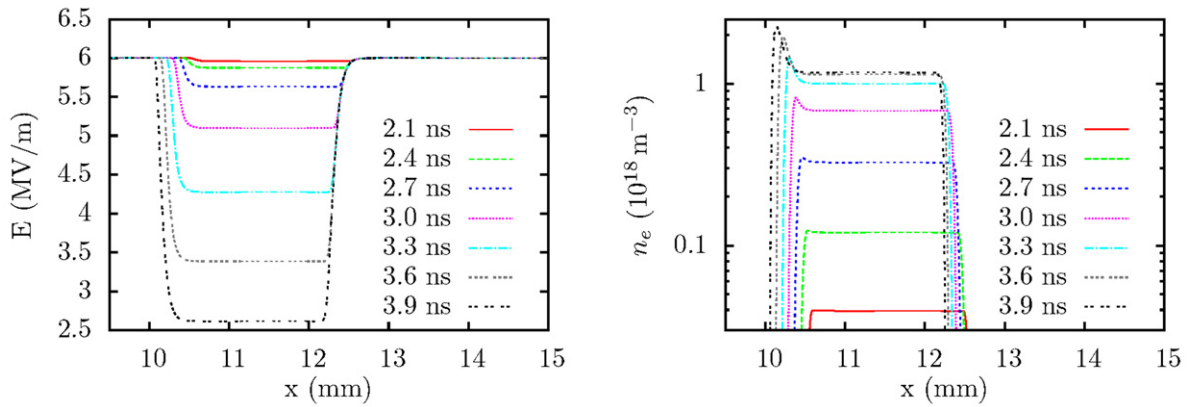 6.5
6
5.5
5
4.5
4
3.5
3
2.5
E (MV/m)
10
11
12
13
14
15
x (mm)
2.1 ns
2.4 ns
2.7 ns
3.0 ns
3.3 ns
3.6 ns
3.9 ns
1
0.1
nₑ (10¹⁸ m⁻³)
10
11
12
13
14
15
x (mm)
2.1 ns
2.4 ns
2.7 ns
3.0 ns
3.3 ns
3.6 ns
3.9 ns